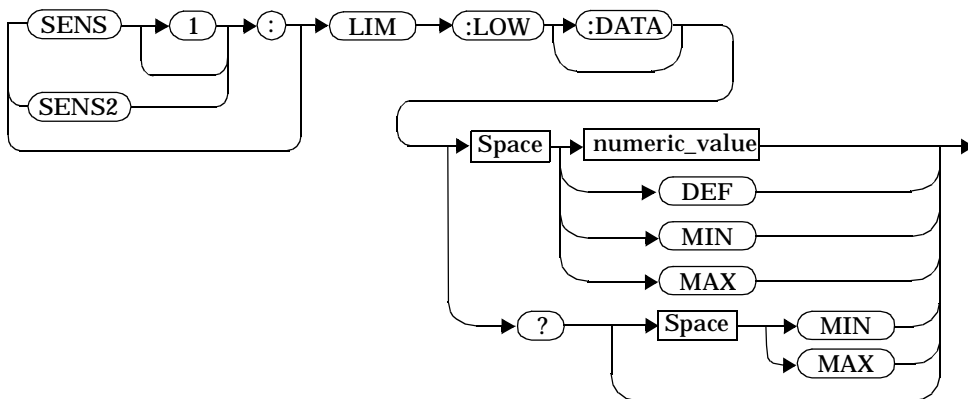 SENS 1 : LIM :LOW :DATA
SENS2
Space numeric_value
DEF
MIN
MAX
? Space MIN
MAX